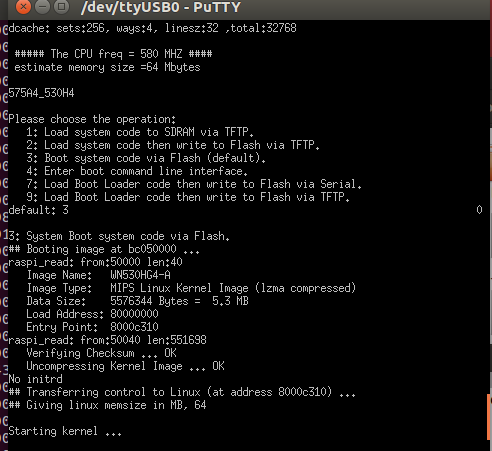 /dev/ttyUSB0 - PuTTY
dcache: sets:256, ways:4, linesz:32 ,total:32768
##### The CPU freq = 580 MHZ ####
estimate memory size =64 Mbytes
575A4_530H4
Please choose the operation:
1: Load system code to SDRAM via TFTP.
2: Load system code then write to Flash via TFTP.
3: Boot system code via Flash (default).
4: Enter boot command line interface.
7: Load Boot Loader code then write to Flash via Serial.
9: Load Boot Loader code then write to Flash via TFTP.
default: 3 0
3: System Boot system code via Flash.
## Booting image at bc050000 ...
raspi_read: from:50000 len:40
Image Name: WN530HG4-A
Image Type: MIPS Linux Kernel Image (lzma compressed)
Data Size: 5576344 Bytes = 5.3 MB
Load Address: 80000000
Entry Point: 8000c310
raspi_read: from:50040 len:551698
Verifying Checksum ... OK
Uncompressing Kernel Image ... OK
No initrd
## Transferring control to Linux (at address 8000c310) ...
## Giving linux memsize in MB, 64
Starting kernel ...